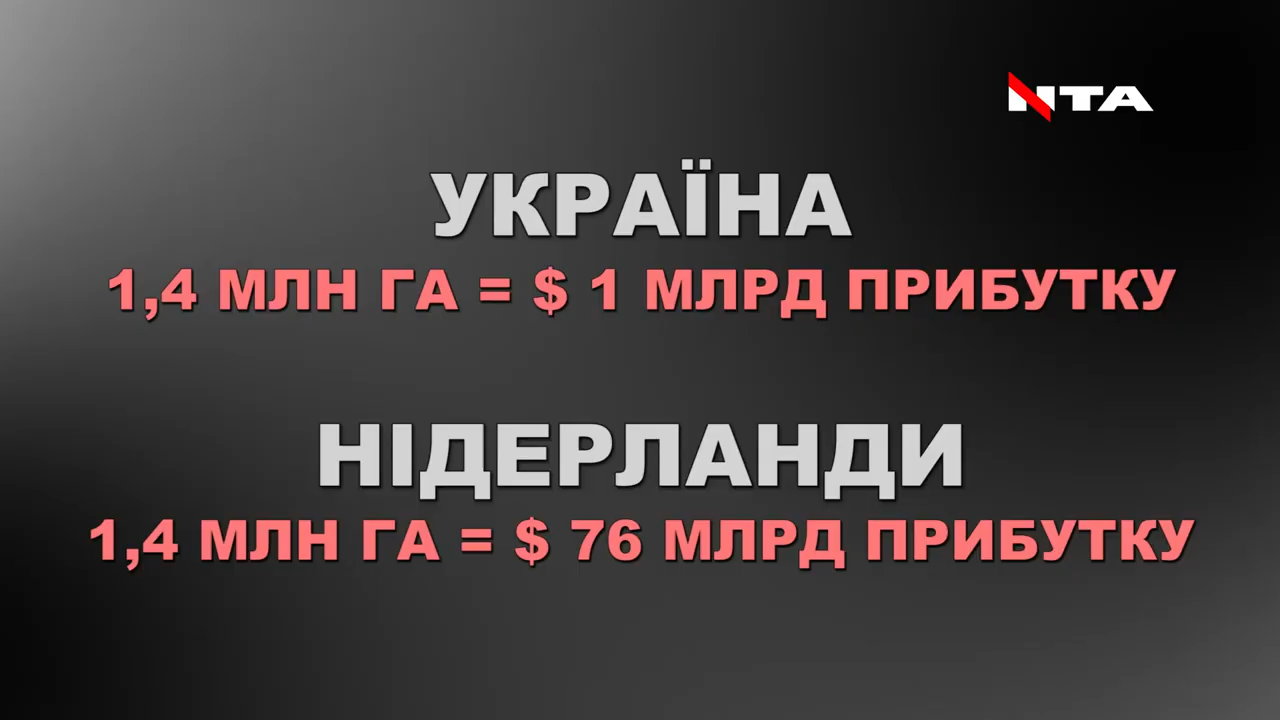 NTA
УКРАЇНА
1,4 МЛН ГА = $ 1 МЛРД ПРИБУТКУ
НІДЕРЛАНДИ
1,4 МЛН ГА = $ 76 МЛРД ПРИБУТКУ